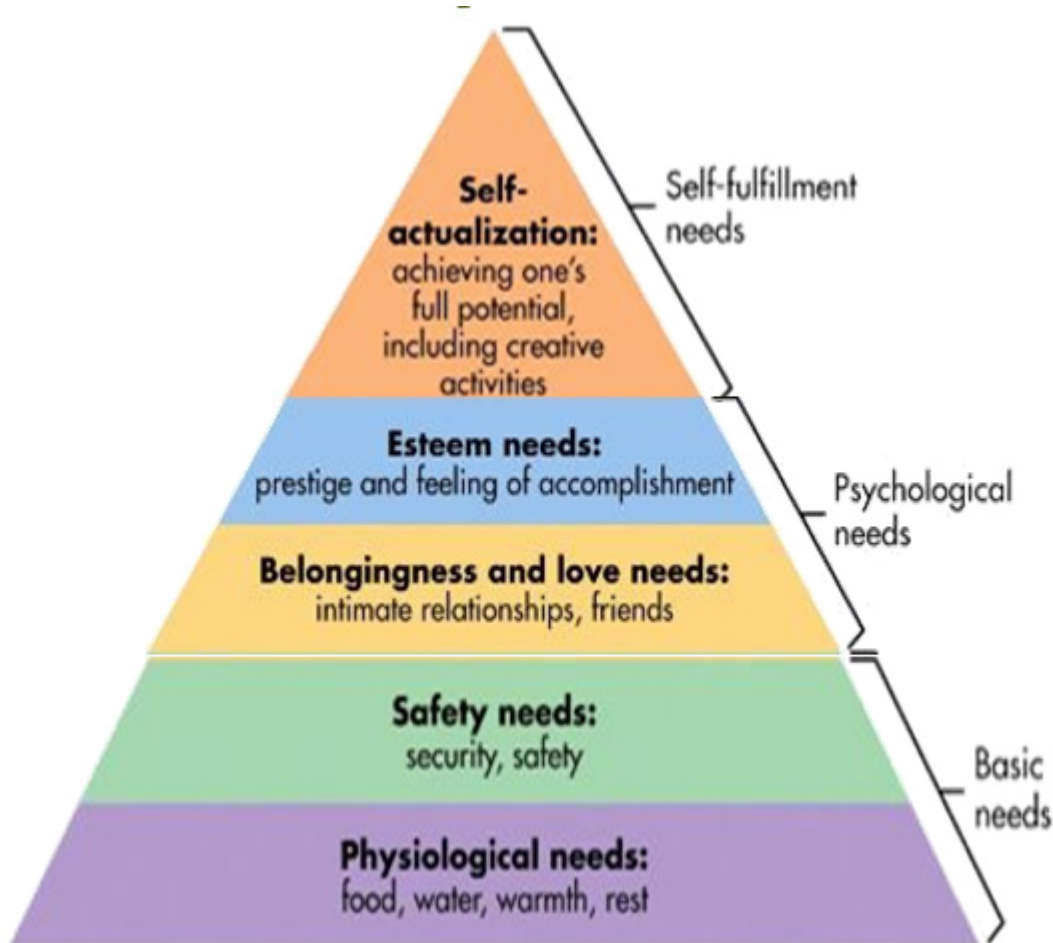 Self-
actualization:
achieving one's
full potential,
including creative
activities
Self-fulfillment
needs
Esteem needs:
prestige and feeling of accomplishment
Belongingness and love needs:
intimate relationships, friends
Psychological
needs
Safety needs:
security, safety
Physiological needs:
food, water, warmth, rest
Basic
needs